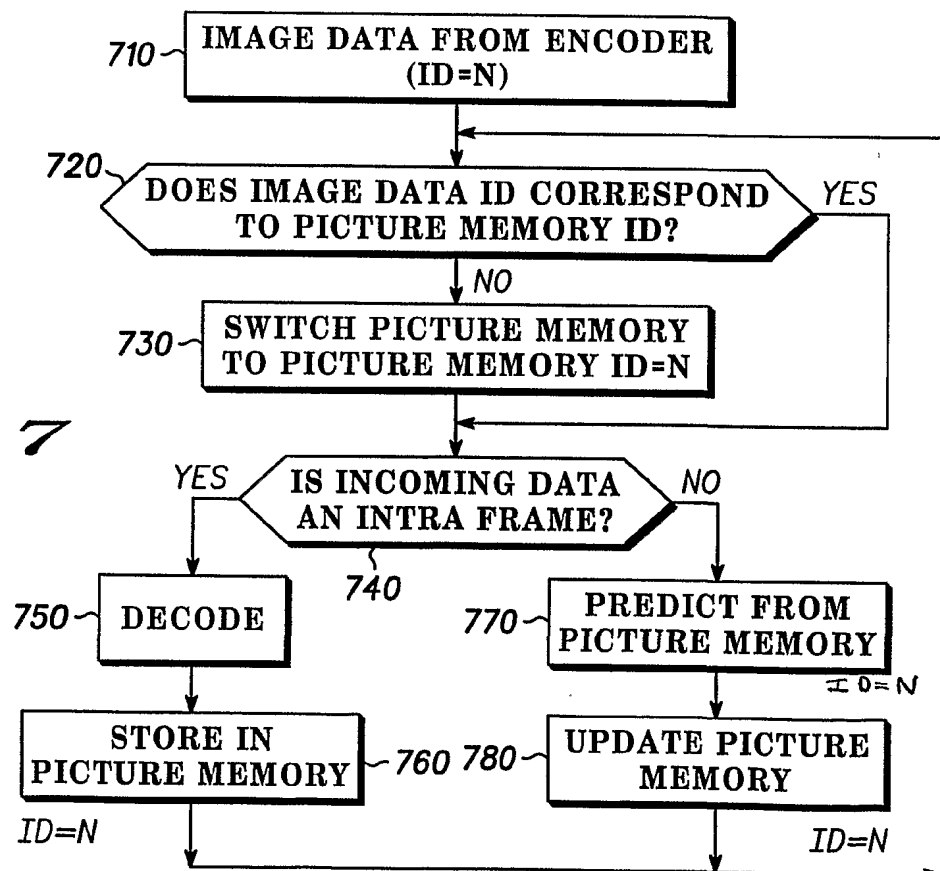 710
IMAGE DATA FROM ENCODER
(ID=N)
720
DOES IMAGE DATA ID CORRESPOND
TO PICTURE MEMORY ID?
YES
NO
730
SWITCH PICTURE MEMORY
TO PICTURE MEMORY ID=N
7
YES
IS INCOMING DATA
AN INTRA FRAME?
NO
740
750
DECODE
770
PREDICT FROM
PICTURE MEMORY
ID=N
STORE IN
PICTURE MEMORY
760
780
UPDATE PICTURE
MEMORY
ID=N
ID=N